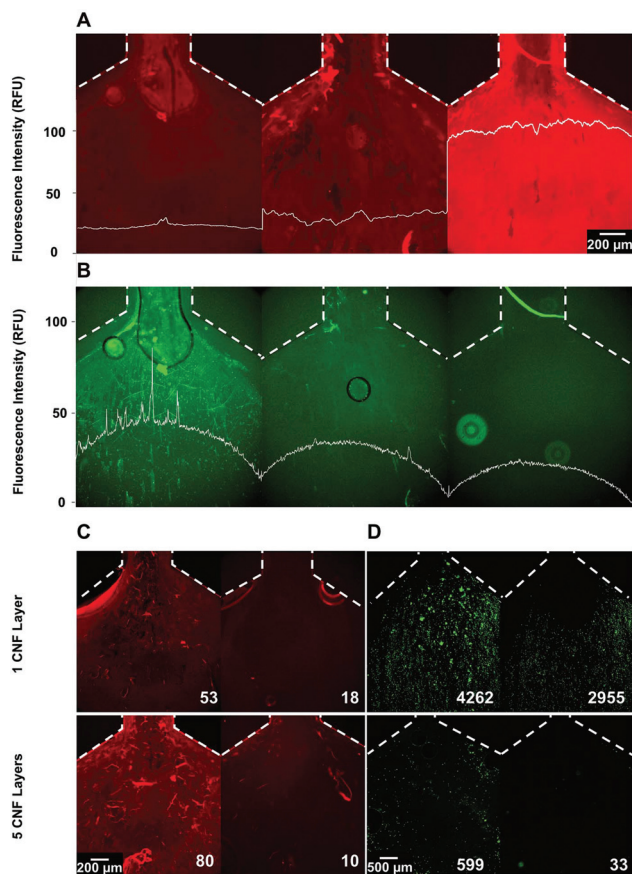 A
Fluorescence Intensity (RFU)
100
50
0
200 µm
B
Fluorescence Intensity (RFU)
100
50
0
C
D
1 CNF Layer
53
18
4262
2955
5 CNF Layers
200 µm
80
10
500 µm
599
33